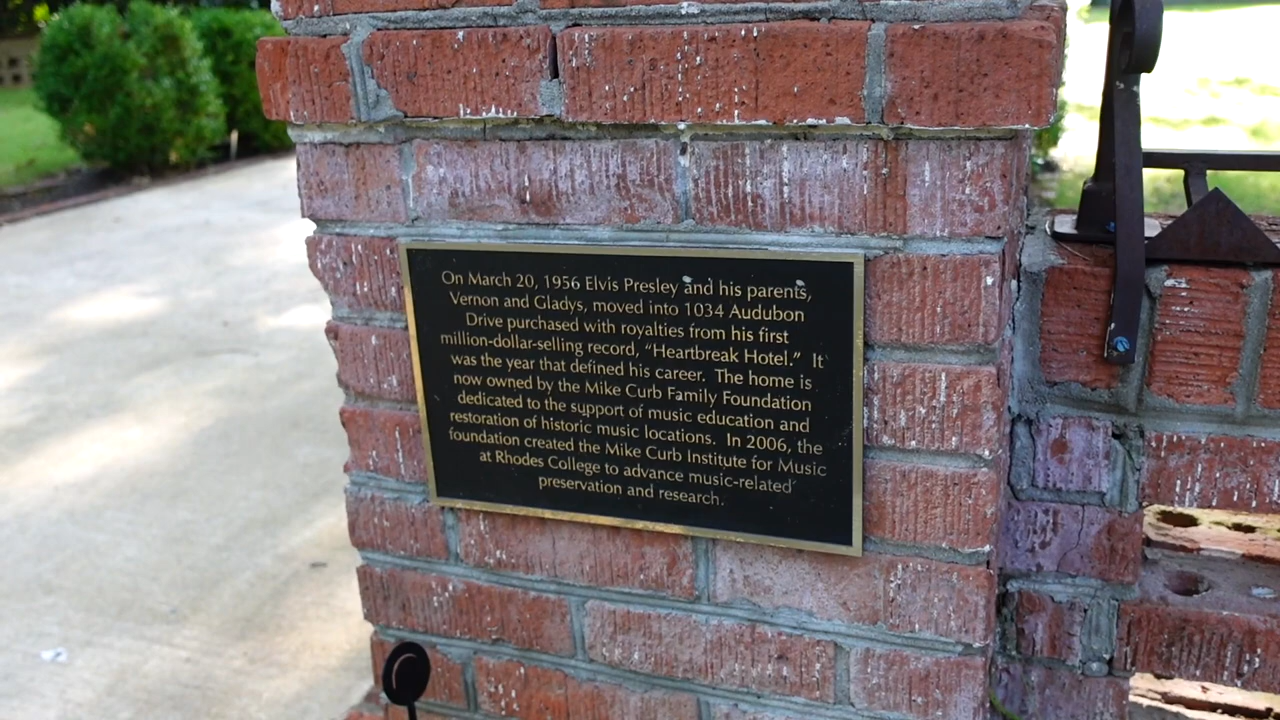 On March 20, 1956 Elvis Presley and his parents,
Vernon and Gladys, moved into 1034 Audubon
Drive purchased with royalties from his first
million-dollar-selling record, “Heartbreak Hotel.” It
was the year that defined his career. The home is
now owned by the Mike Curb Family Foundation
dedicated to the support of music education and
restoration of historic music locations. In 2006, the
foundation created the Mike Curb Institute for Music
at Rhodes College to advance music-related
preservation and research.